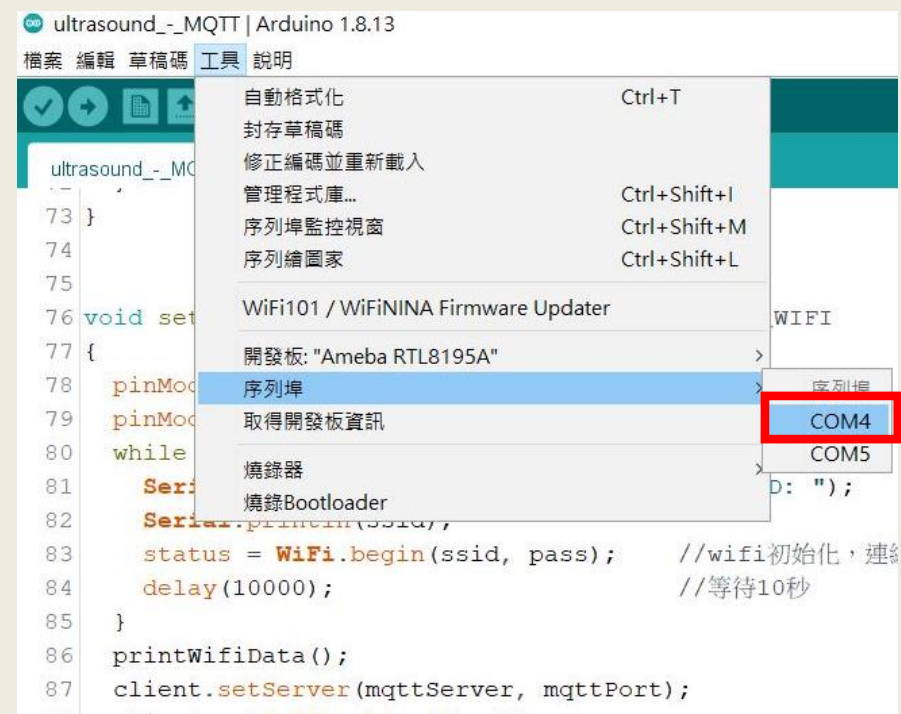 ultrasound_-_MQTT | Arduino 1.8.13
檔案 編輯 草稿碼 工具 說明
自動格式化 Ctrl+T
封存草稿碼
ultrasound_-_MQ
修正編碼並重新載入
管理程式庫... Ctrl+Shift+I
73 }
序列埠監控視窗 Ctrl+Shift+M
74
序列繪圖家 Ctrl+Shift+L
75
WiFi101 / WiFiNINA Firmware Updater
76 void set WIFI
77 {
開發板: "Ameba RTL8195A"
78 pinMo
序列埠
序列埠
79 pinMo
取得開發板資訊
COM4
80 while
COM5
燒錄器
81 Seri D: ");
燒錄Bootloader
82 Serial.println(ssid);
83 status = WiFi.begin(ssid, pass); //wifi初始化，連
84 delay(10000); //等待10秒
85 }
86 printWifiData();
87 client.setServer(mqttServer, mqttPort);